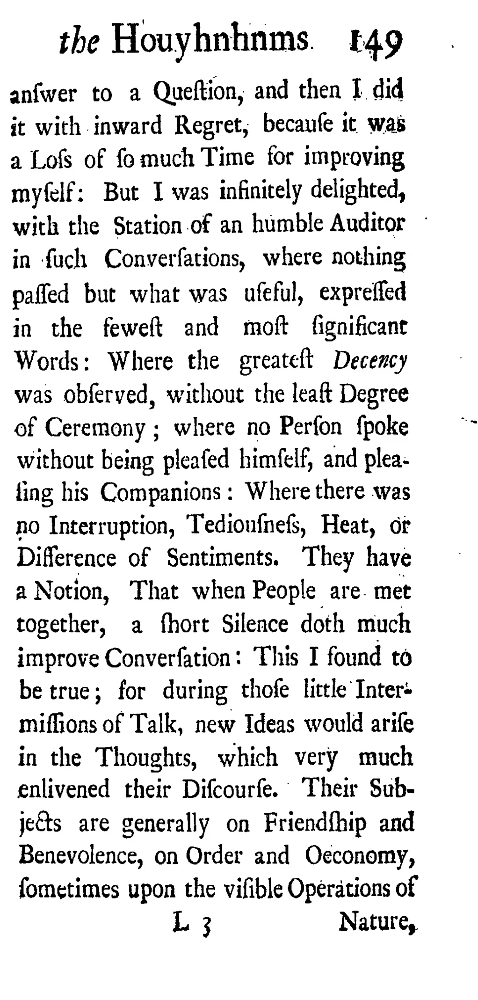 the Houyhnhnms. 149
anſwer to a Queſtion, and then I did
it with inward Regret, becauſe it was
a Loſs of ſo much Time for improving
myſelf: But I was infinitely delighted,
with the Station of an humble Auditor
in ſuch Converſations, where nothing
paſſed but what was uſeful, expreſſed
in the feweſt and moſt ſignificant
Words: Where the greateſt Decency
was obſerved, without the leaſt Degree
of Ceremony; where no Perſon ſpoke
without being pleaſed himſelf, and plea-
ſing his Companions: Where there was
no Interruption, Tediouſneſs, Heat, or
Difference of Sentiments. They have
a Notion, That when People are met
together, a ſhort Silence doth much
improve Converſation: This I found to
be true; for during thoſe little Inter-
miſſions of Talk, new Ideas would ariſe
in the Thoughts, which very much
enlivened their Diſcourſe. Their Sub-
jects are generally on Friendſhip and
Benevolence, on Order and Oeconomy,
ſometimes upon the viſible Operations of
L 3 Nature,